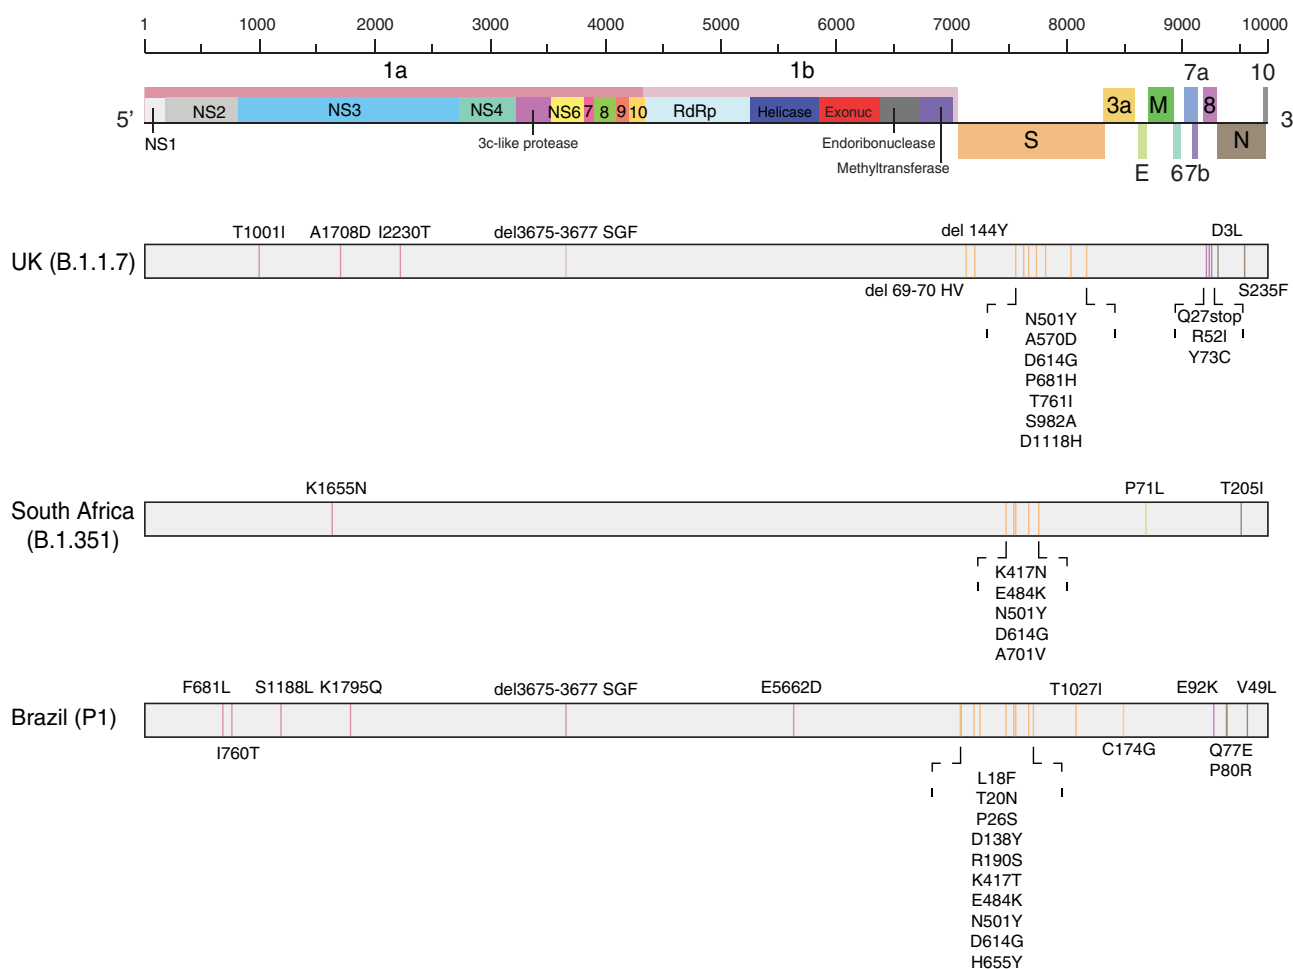 1 1000 2000 3000 4000 5000 6000 7000 8000 9000 10000
1a 1b 7a 10
NS2 NS3 NS4 NS6 7 8 9 10 RdRp Helicase Exonuc 3a M 8
5’ 3
NS1 3c-like protease Endoribonuclease S N
Methyltransferase E 6 7b
T1001I A1708D I2230T del3675-3677 SGF del 144Y D3L
UK (B.1.1.7)
del 69-70 HV S235F
N501Y Q27stop
A570D R52I
D614G Y73C
P681H
T761I
S982A
D1118H
K1655N P71L T205I
South Africa
(B.1.351)
K417N
E484K
N501Y
D614G
A701V
F681L S1188L K1795Q del3675-3677 SGF E5662D T1027I E92K V49L
Brazil (P1)
I760T C174G Q77E
P80R
L18F
T20N
P26S
D138Y
R190S
K417T
E484K
N501Y
D614G
H655Y